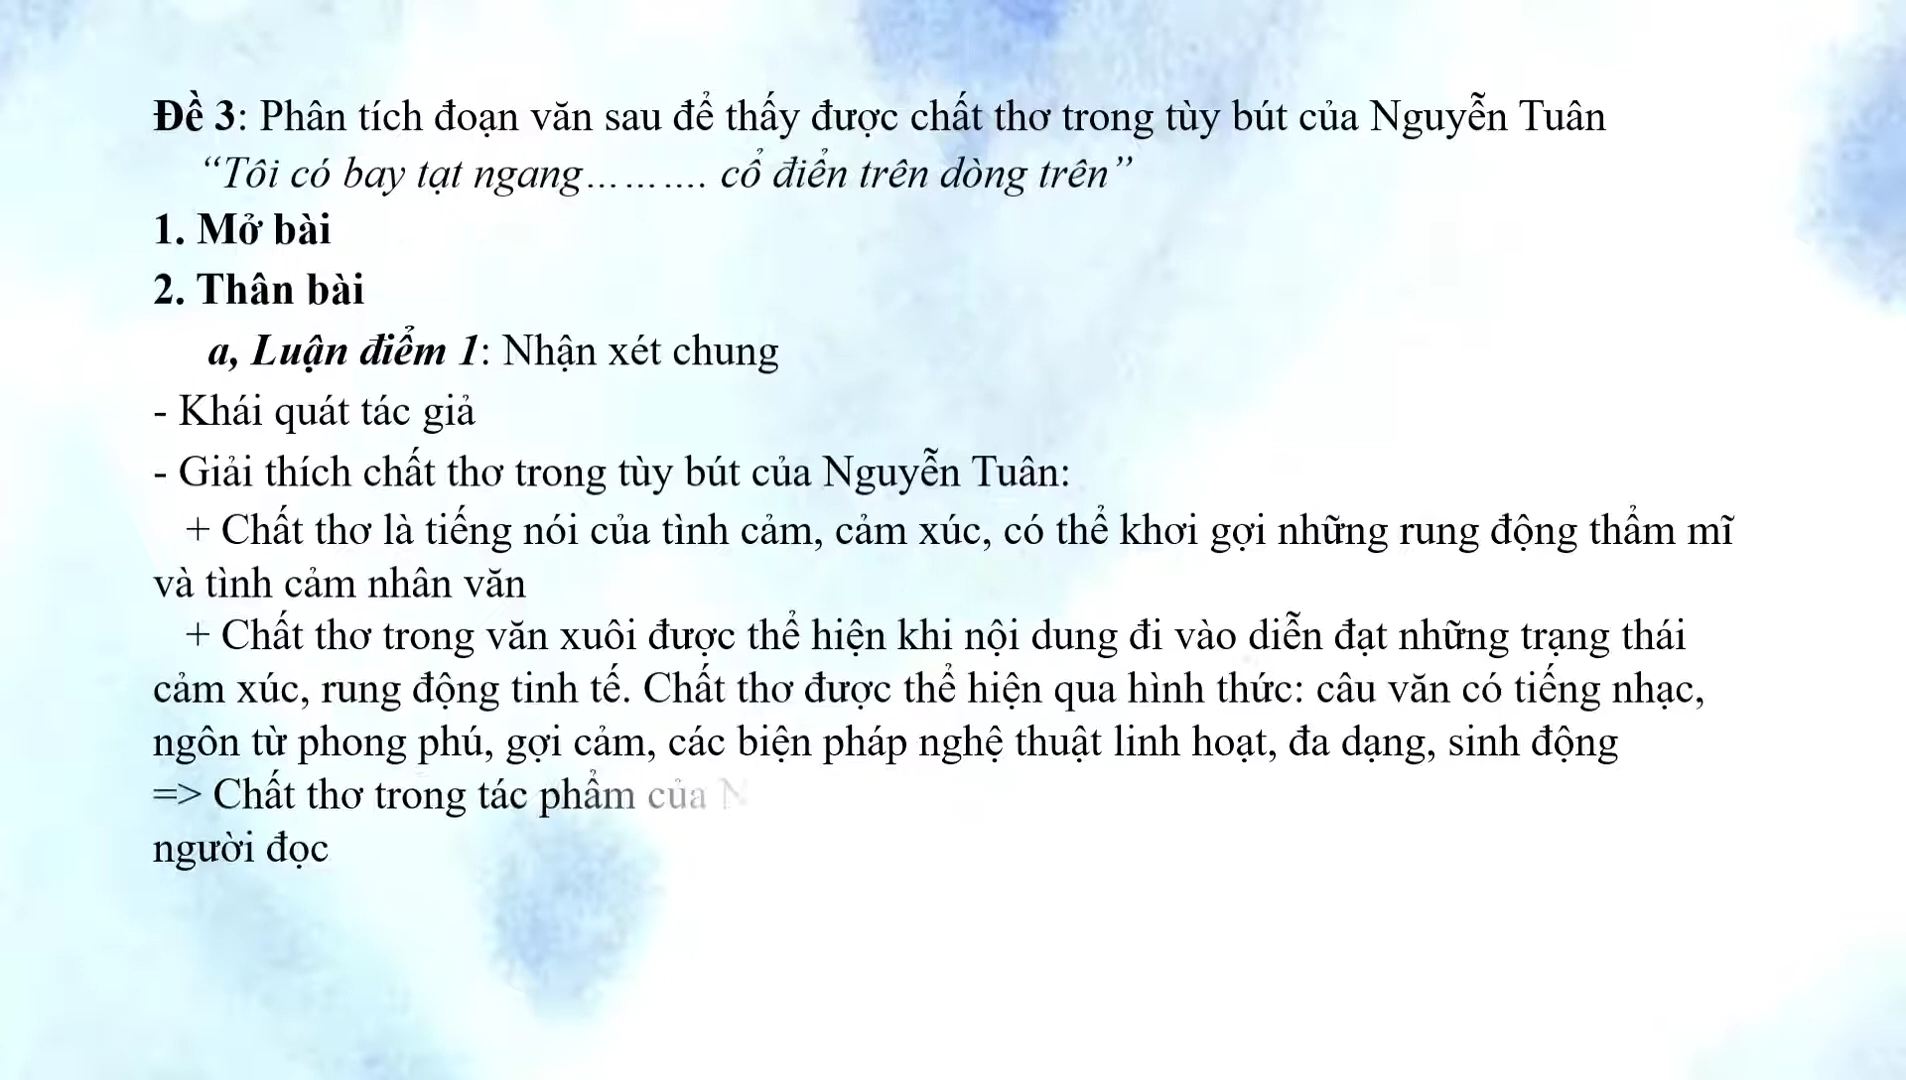 Đề 3: Phân tích đoạn văn sau để thấy được chất thơ trong tùy bút của Nguyễn Tuân
“Tôi có bay tạt ngang………. cổ điển trên dòng trên”
1. Mở bài
2. Thân bài
a, Luận điểm 1: Nhận xét chung
- Khái quát tác giả
- Giải thích chất thơ trong tùy bút của Nguyễn Tuân:
+ Chất thơ là tiếng nói của tình cảm, cảm xúc, có thể khơi gợi những rung động thẩm mĩ
và tình cảm nhân văn
+ Chất thơ trong văn xuôi được thể hiện khi nội dung đi vào diễn đạt những trạng thái
cảm xúc, rung động tinh tế. Chất thơ được thể hiện qua hình thức: câu văn có tiếng nhạc,
ngôn từ phong phú, gợi cảm, các biện pháp nghệ thuật linh hoạt, đa dạng, sinh động
=> Chất thơ trong tác phẩm của
người đọc